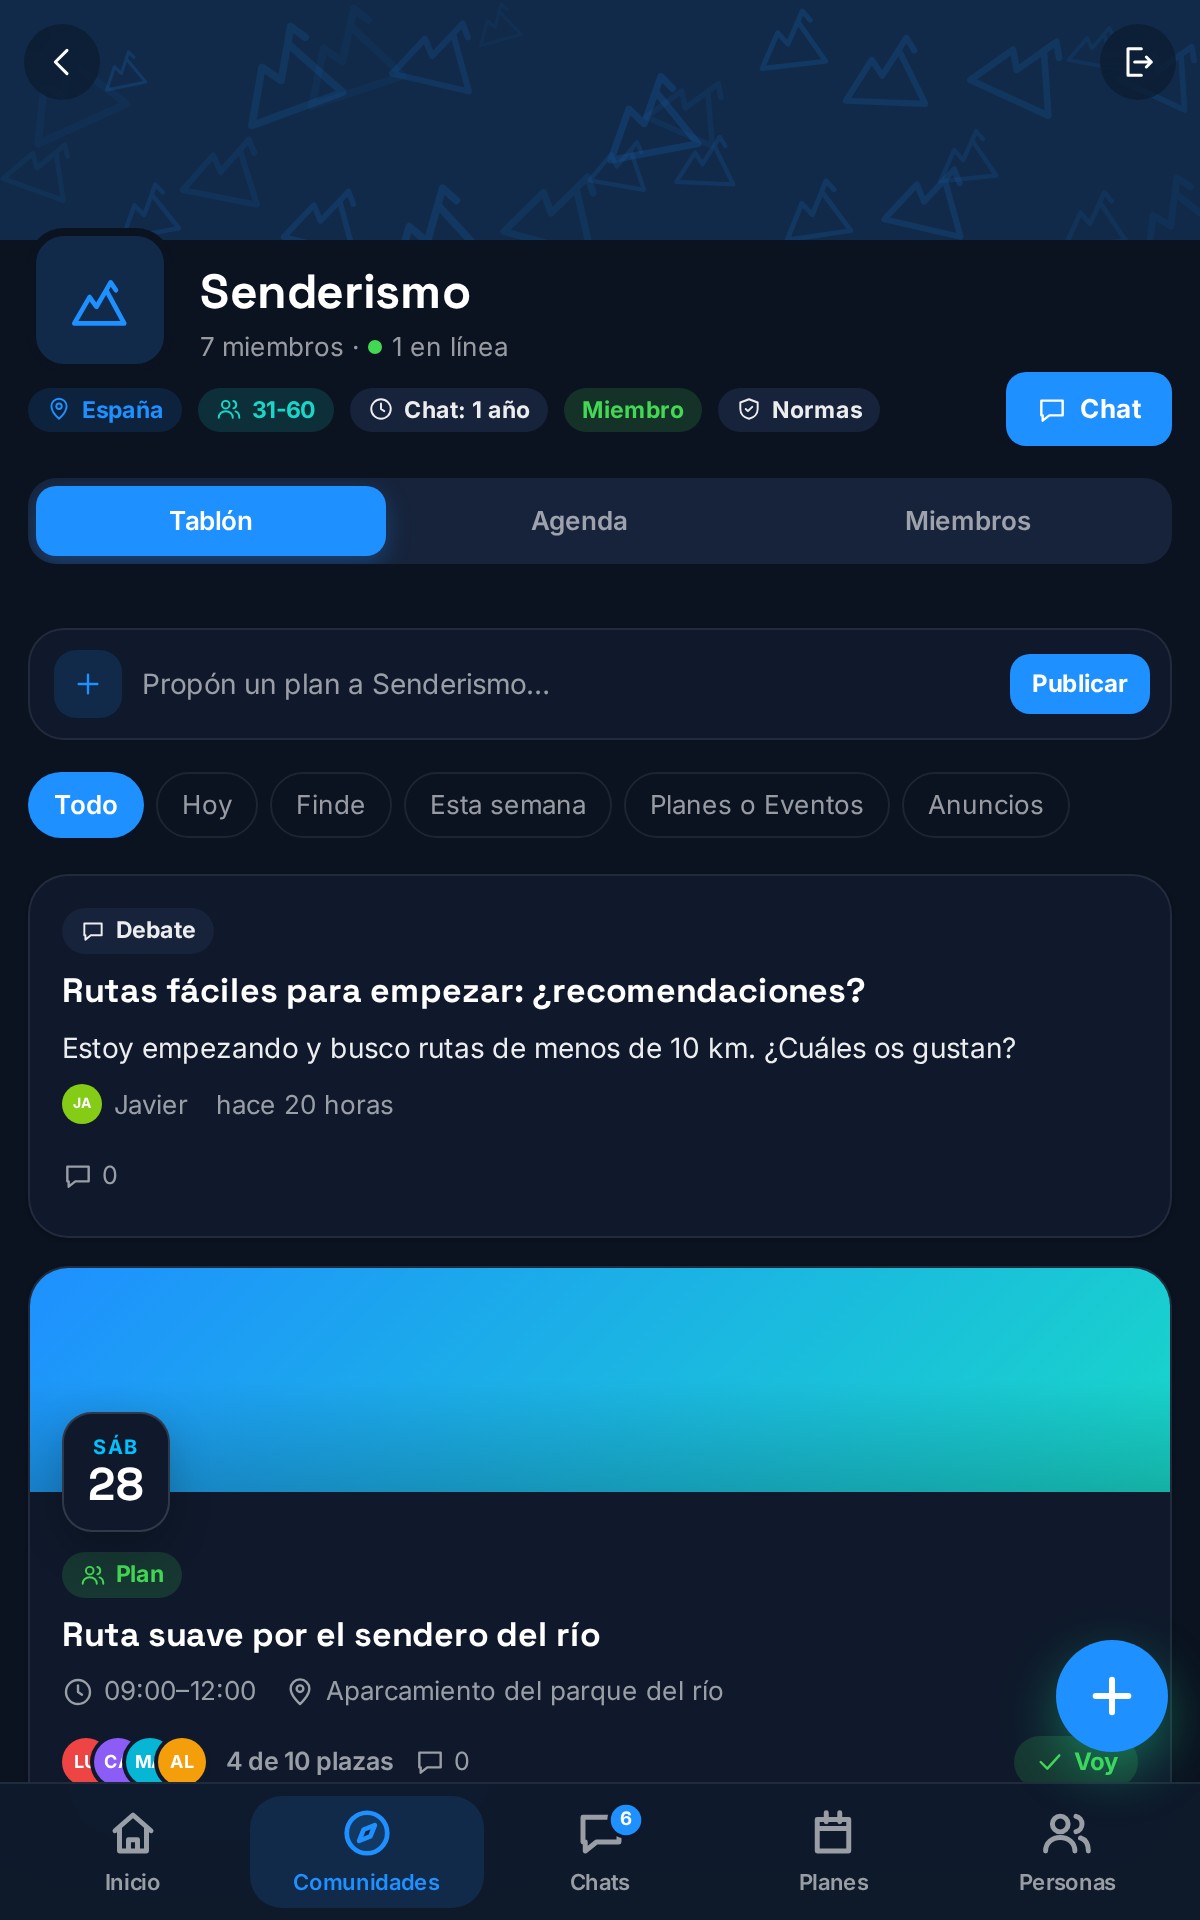 Senderismo
7 miembros · 1 en línea
España 31-60 Chat: 1 año Miembro Normas Chat
Tablón Agenda Miembros
Propón un plan a Senderismo... Publicar
Todo Hoy Finde Esta semana Planes o Eventos Anuncios
Debate
Rutas fáciles para empezar: ¿recomendaciones?
Estoy empezando y busco rutas de menos de 10 km. ¿Cuáles os gustan?
JA Javier hace 20 horas
0
SÁB
28
Plan
Ruta suave por el sendero del río
09:00–12:00 Aparcamiento del parque del río
AL 4 de 10 plazas 0 Voy
6
Inicio Comunidades Chats Planes Personas